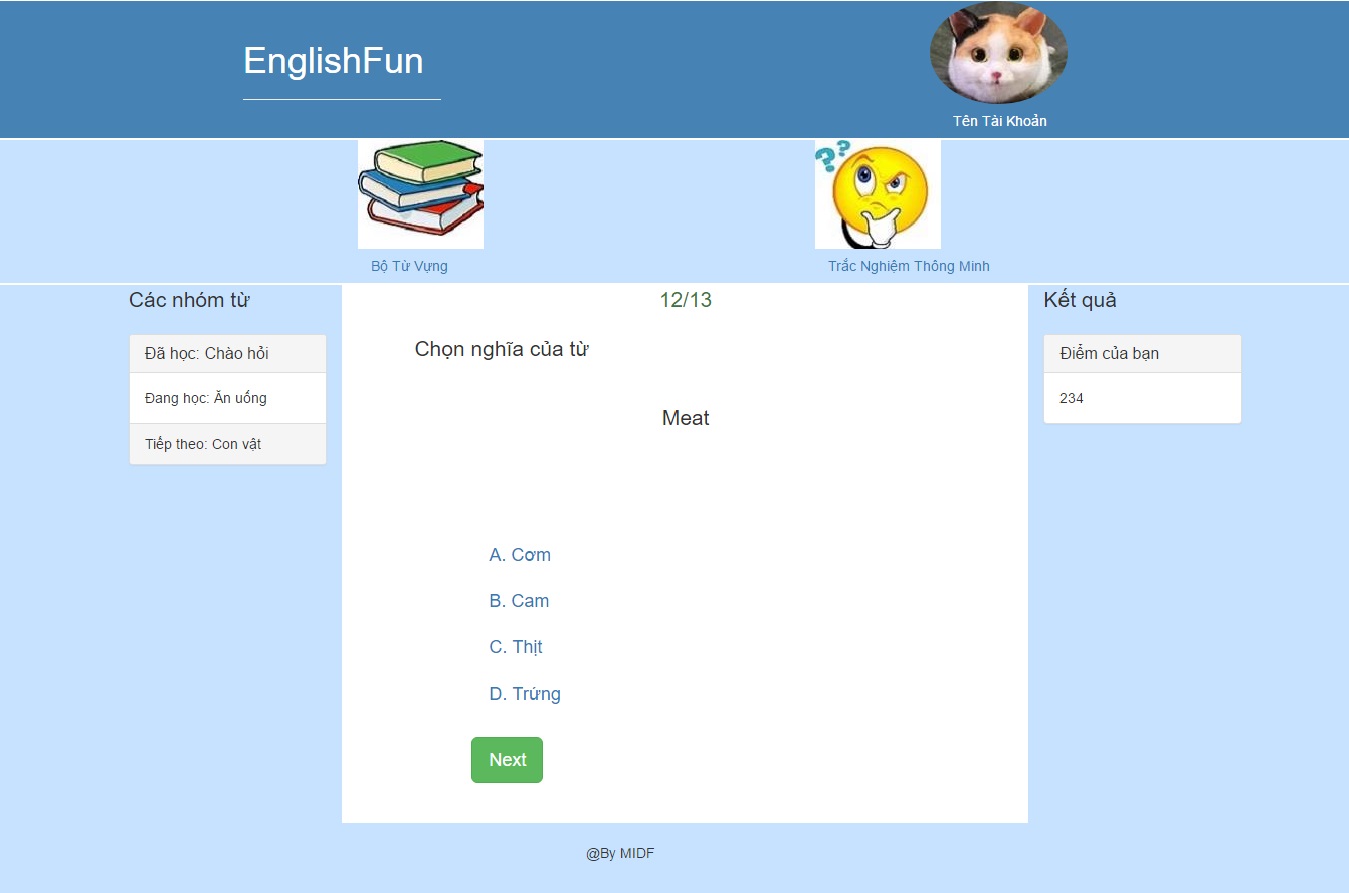 EnglishFun
Tên Tài Khoản
??
Bộ Từ Vựng
Trắc Nghiệm Thông Minh
Các nhóm từ
Đã học: Chào hỏi
Đang học: Ăn uống
Tiếp theo: Con vật
12/13
Chọn nghĩa của từ
Meat
A. Cơm
B. Cam
C. Thịt
D. Trứng
Next
Kết quả
Điểm của bạn
234
@By MIDF